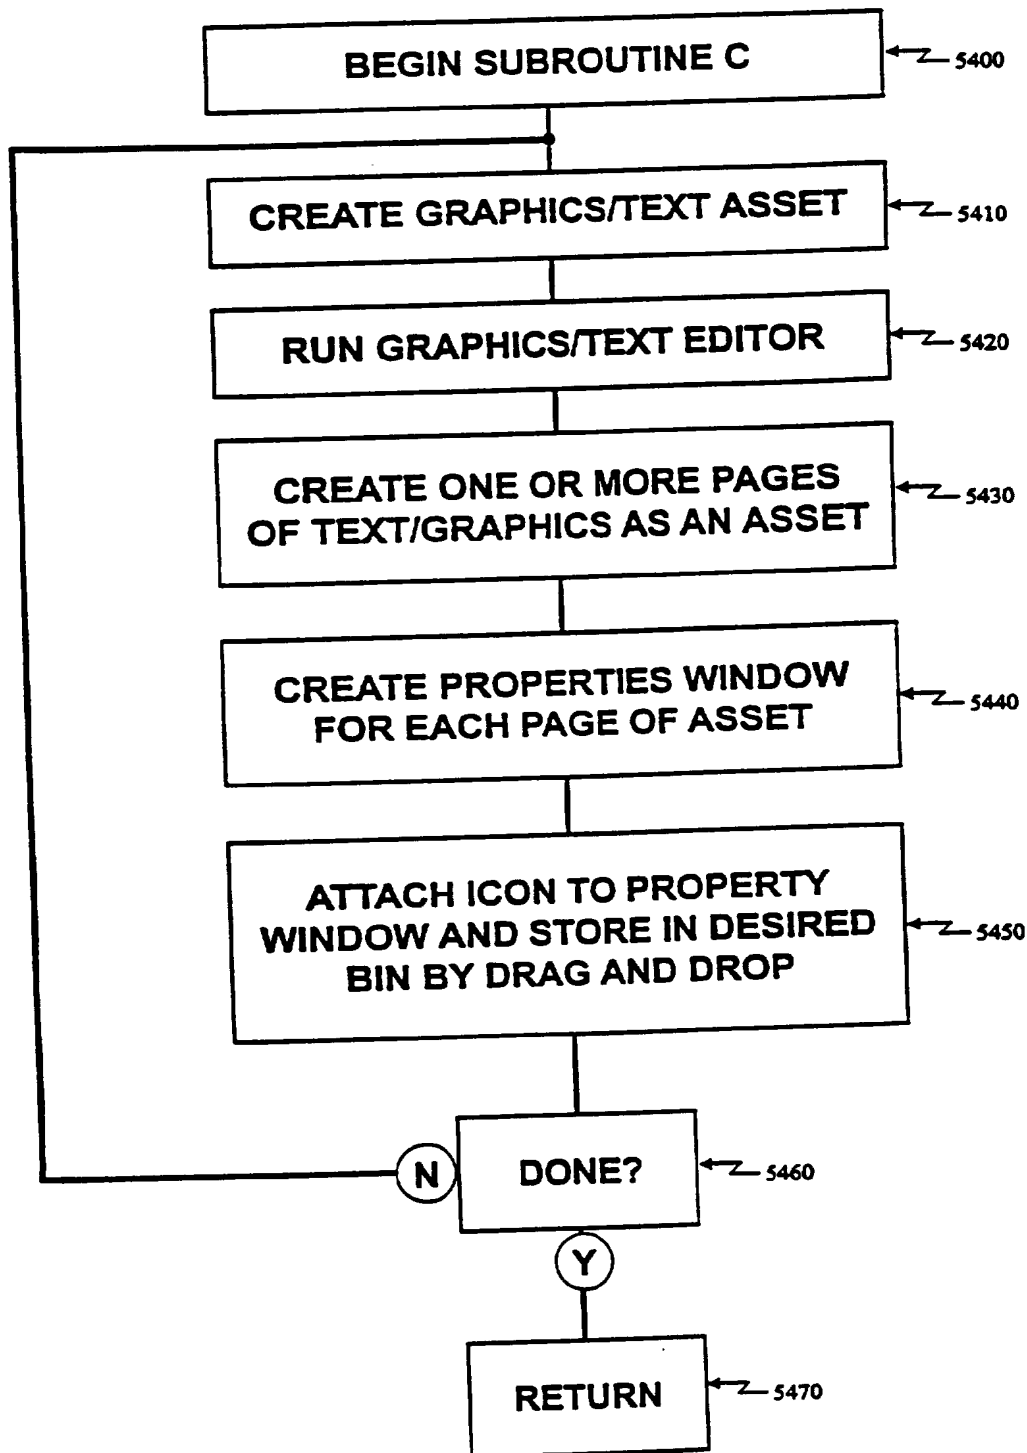 BEGIN SUBROUTINE C
5400
CREATE GRAPHICS/TEXT ASSET
5410
RUN GRAPHICS/TEXT EDITOR
5420
CREATE ONE OR MORE PAGES
OF TEXT/GRAPHICS AS AN ASSET
5430
CREATE PROPERTIES WINDOW
FOR EACH PAGE OF ASSET
5440
ATTACH ICON TO PROPERTY
WINDOW AND STORE IN DESIRED
BIN BY DRAG AND DROP
5450
N
DONE?
5460
Y
RETURN
5470